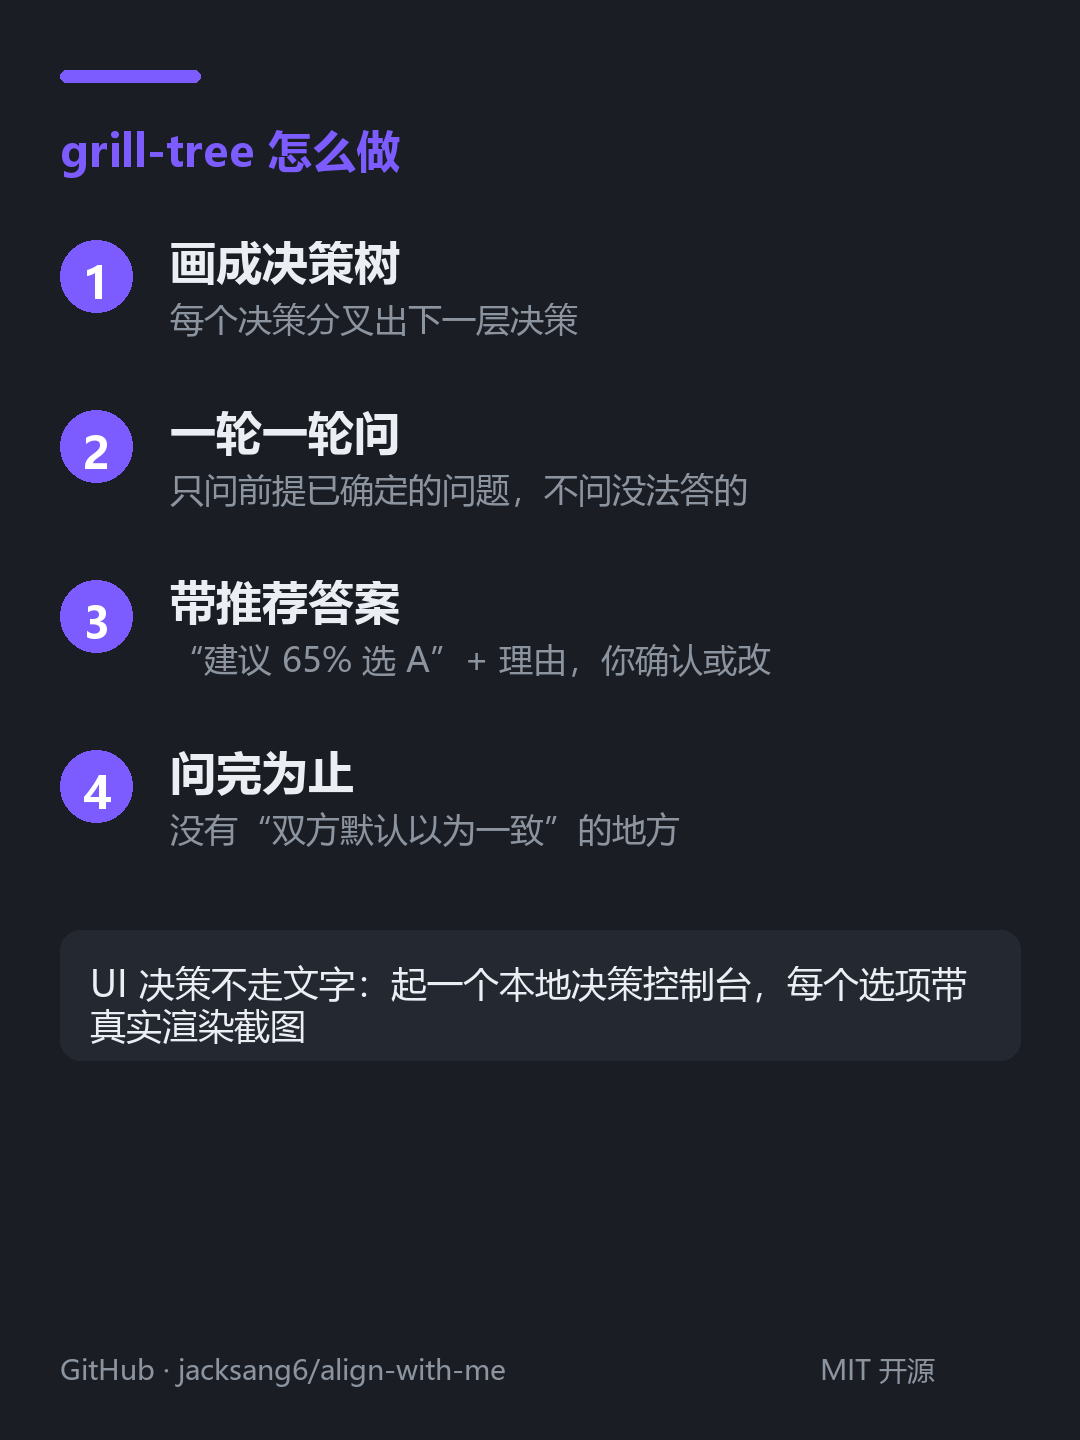 grill-tree 怎么做
1
画成决策树
每个决策分叉出下一层决策
2
一轮一轮问
只问前提已确定的问题，不问没法答的
3
带推荐答案
“建议 65% 选 A” + 理由，你确认或改
4
问完为止
没有“双方默认以为一致”的地方
UI 决策不走文字：起一个本地决策控制台，每个选项带
真实渲染截图
GitHub · jacksang6/align-with-me
MIT 开源